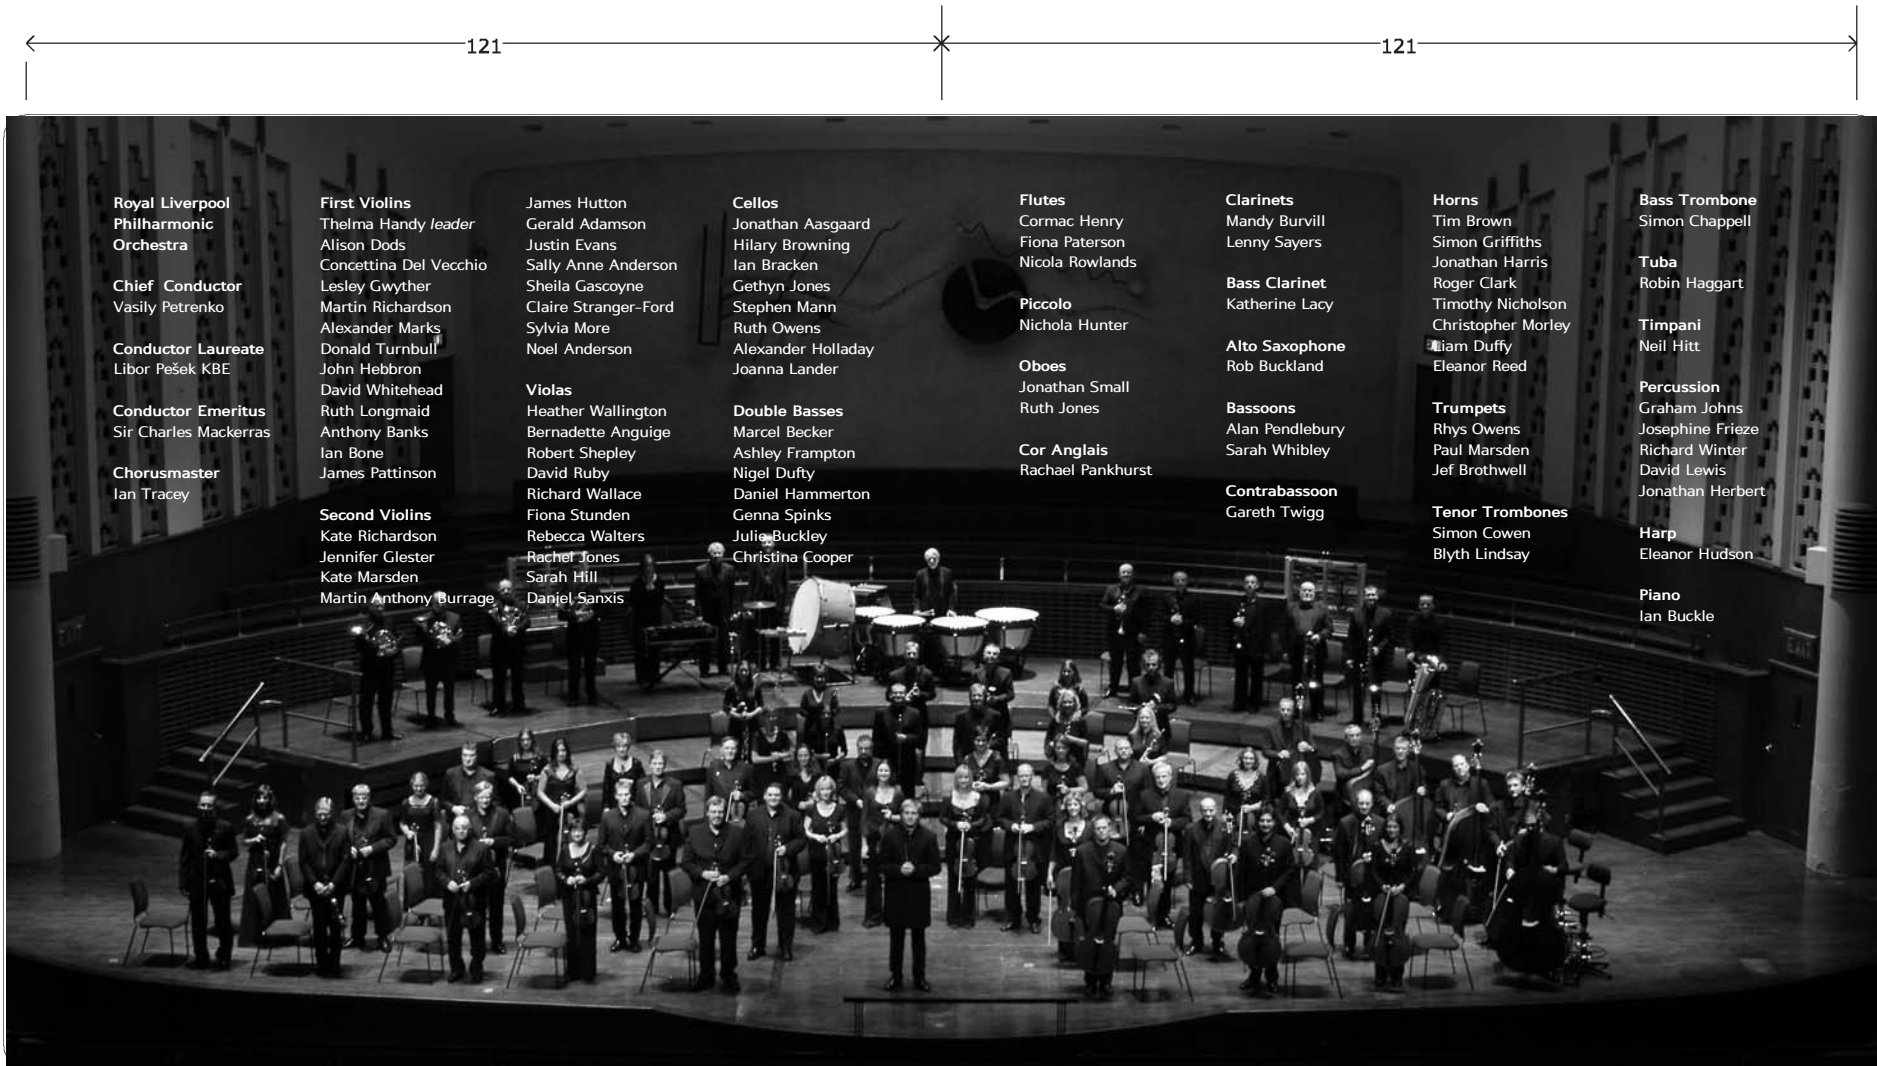 121
121
Royal Liverpool
Philharmonic
Orchestra
Chief Conductor
Vasily Petrenko
Conductor Laureate
Libor Pešek KBE
Conductor Emeritus
Sir Charles Mackerras
Chorusmaster
Ian Tracey
First Violins
Thelma Handy leader
Alison Dods
Concettina Del Vecchio
Lesley Gwyther
Martin Richardson
Alexander Marks
Donald Turnbull
John Hebbron
David Whitehead
Ruth Longmaid
Anthony Banks
Ian Bone
James Pattinson
Second Violins
Kate Richardson
Jennifer Glester
Kate Marsden
Martin Anthony Burrage
James Hutton
Gerald Adamson
Justin Evans
Sally Anne Anderson
Sheila Gascoyne
Claire Stranger-Ford
Sylvia More
Noel Anderson
Violas
Heather Wallington
Bernadette Anguige
Robert Shepley
David Ruby
Richard Wallace
Fiona Stunden
Rebecca Walters
Rachel Jones
Sarah Hill
Daniel Sanxis
Cellos
Jonathan Aasgaard
Hilary Browning
Ian Bracken
Gethyn Jones
Stephen Mann
Ruth Owens
Alexander Holladay
Joanna Lander
Double Basses
Marcel Becker
Ashley Frampton
Nigel Dufty
Daniel Hammerton
Genna Spinks
Julie Buckley
Christina Cooper
Flutes
Cormac Henry
Fiona Paterson
Nicola Rowlands
Piccolo
Nichola Hunter
Oboes
Jonathan Small
Ruth Jones
Cor Anglais
Rachael Pankhurst
Clarinets
Mandy Burvill
Lenny Sayers
Bass Clarinet
Katherine Lacy
Alto Saxophone
Rob Buckland
Bassoons
Alan Pendlebury
Sarah Whibley
Contrabassoon
Gareth Twigg
Horns
Tim Brown
Simon Griffiths
Jonathan Harris
Roger Clark
Timothy Nicholson
Christopher Morley
Liam Duffy
Eleanor Reed
Trumpets
Rhys Owens
Paul Marsden
Jef Brothwell
Tenor Trombones
Simon Cowen
Blyth Lindsay
Bass Trombone
Simon Chappell
Tuba
Robin Haggart
Timpani
Neil Hitt
Percussion
Graham Johns
Josephine Frieze
Richard Winter
David Lewis
Jonathan Herbert
Harp
Eleanor Hudson
Piano
Ian Buckle
EXIT
EXIT